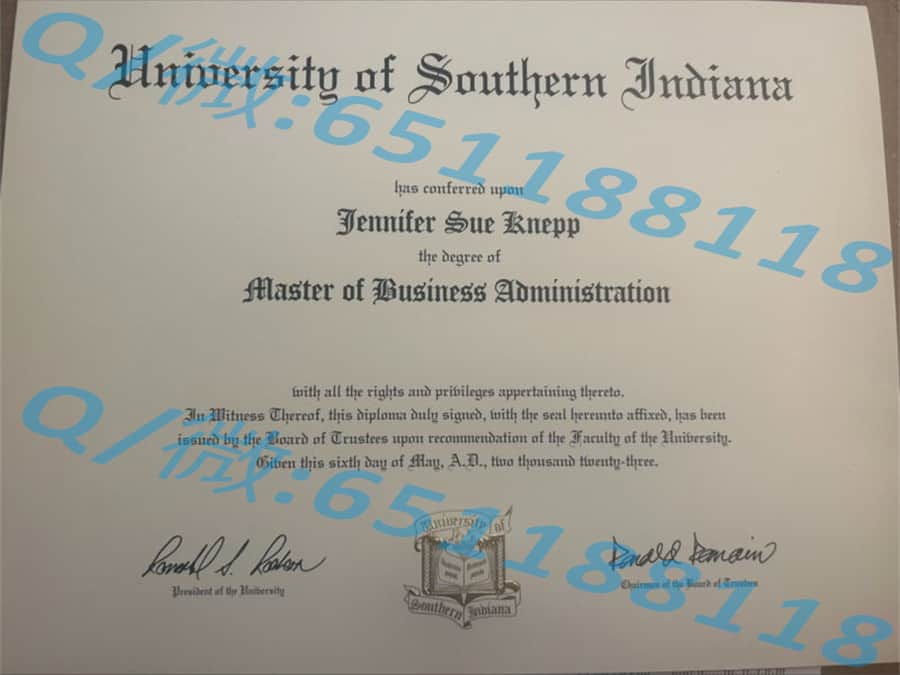 University of Southern Indiana
Q/微:651188118
has conferred upon
Jennifer Sue Knepp
the degree of
Master of Business Administration
with all the rights and privileges appertaining thereto.
In Witness Thereof, this diploma duly signed, with the seal hereunto affixed, has been
issued by the Board of Trustees upon recommendation of the Faculty of the University.
Given this sixth day of May, A.D., two thousand twenty-three.
Q/微:651188118
University of
Southern Indiana
President of the University
Chairman of the Board of Trustees